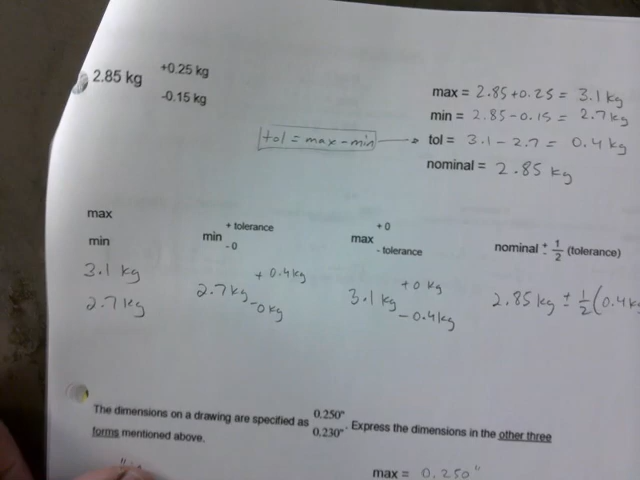 2.85 kg +0.25 kg
-0.15 kg
max = 2.85+0.25 = 3.1 kg
min = 2.85-0.15 = 2.7 kg
tol = max - min → tol = 3.1 - 2.7 = 0.4 kg
nominal = 2.85 kg
max
min
min + tolerance
- 0
max + 0
- tolerance
nominal ± 1/2 (tolerance)
3.1 kg
2.7 kg
2.7 kg + 0.4 kg
- 0 kg
3.1 kg + 0 kg
- 0.4 kg
2.85 kg ± 1/2 (0.4 k
The dimensions on a drawing are specified as 0.250"
0.230" . Express the dimensions in the other three
forms mentioned above.
max = 0.250"